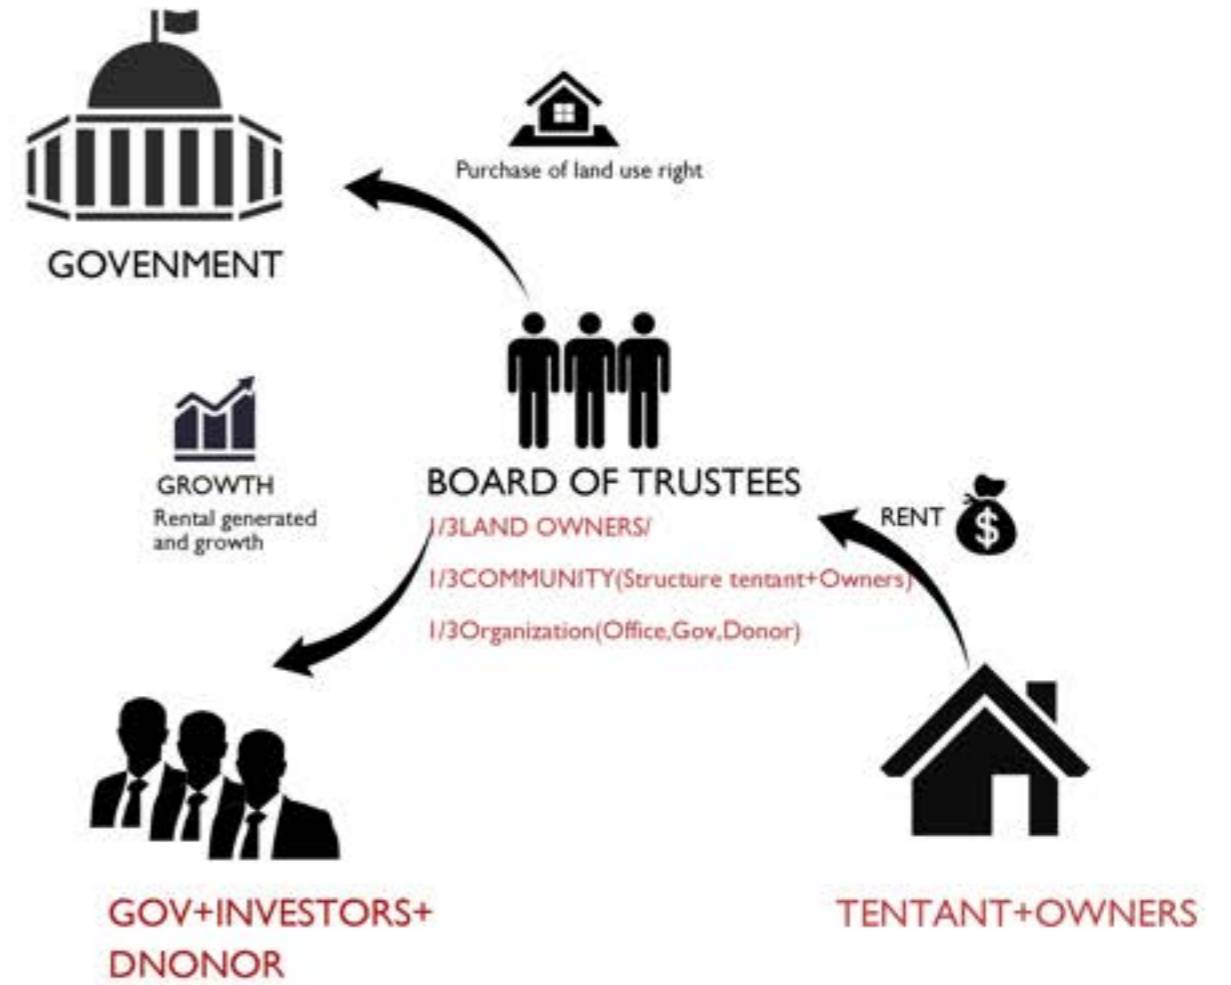 Purchase of land use right
GOVENMENT
GROWTH
Rental generated
and growth
BOARD OF TRUSTEES
1/3LAND OWNERS/
1/3COMMUNITY(Structure tentant+Owners)
1/3Organization(Office,Gov,Donor)
RENT
$
GOV+INVESTORS+
DNONOR
TENTANT+OWNERS